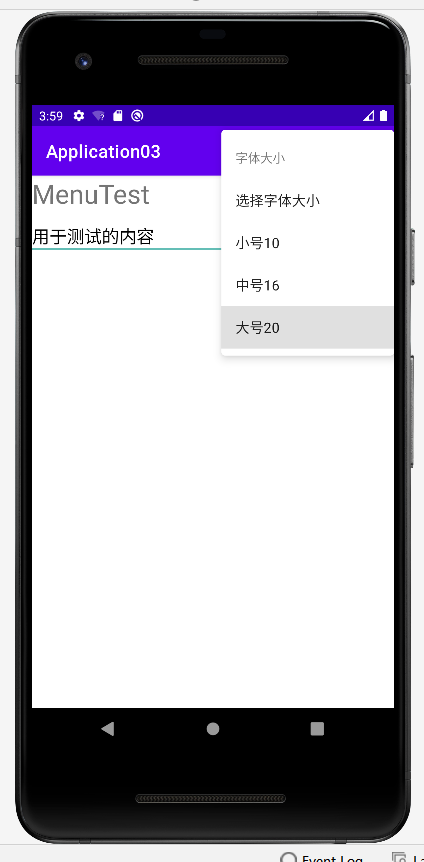 3:59
Application03
MenuTest
用于测试的内容
字体大小
选择字体大小
小号10
中号16
大号20
Event Log